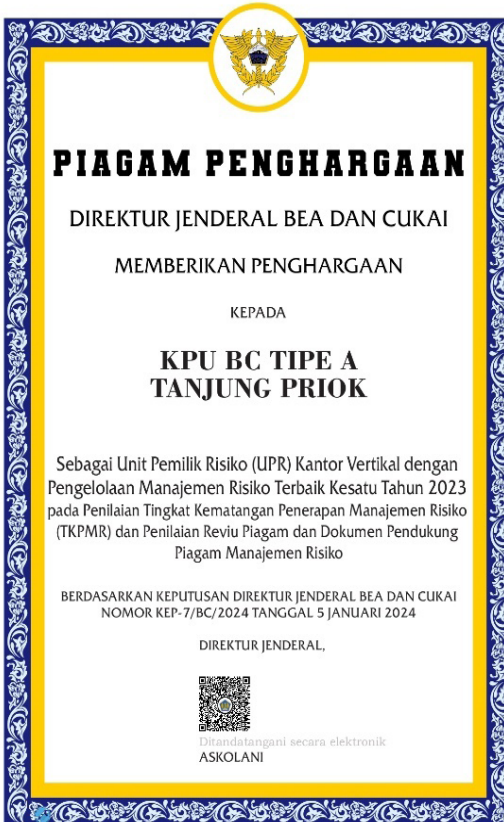 PIAGAM PENGHARGAAN
DIREKTUR JENDERAL BEA DAN CUKAI
MEMBERIKAN PENGHARGAAN
KEPADA
KPU BC TIPE A
TANJUNG PRIOK
Sebagai Unit Pemilik Risiko (UPR) Kantor Vertikal dengan
Pengelolaan Manajemen Risiko Terbaik Kesatu Tahun 2023
pada Penilaian Tingkat Kematangan Penerapan Manajemen Risiko
(TKPMR) dan Penilaian Reviu Piagam dan Dokumen Pendukung
Piagam Manajemen Risiko
BERDASARKAN KEPUTUSAN DIREKTUR JENDERAL BEA DAN CUKAI
NOMOR KEP-7/BC/2024 TANGGAL 5 JANUARI 2024
DIREKTUR JENDERAL,
Ditandatangani secara elektronik
ASKOLANI